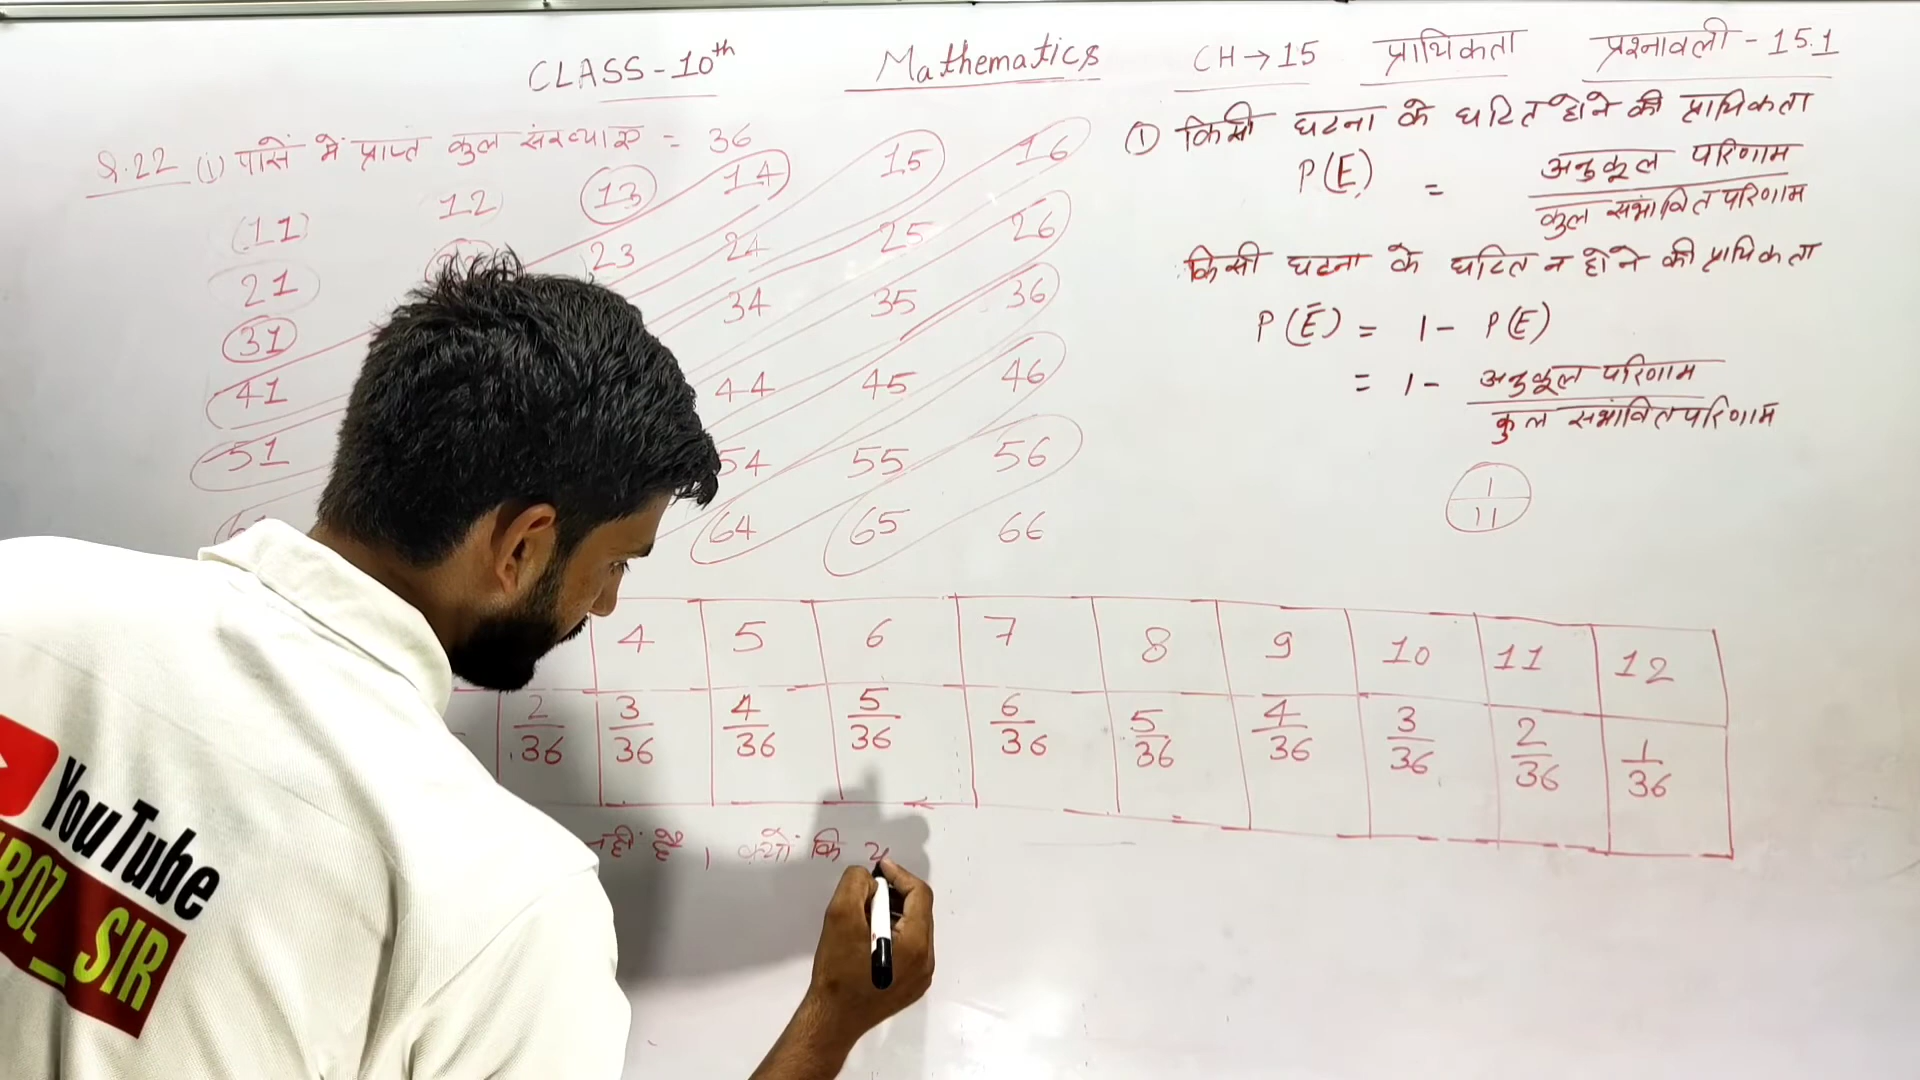 CLASS-10th Mathematics CH→15 प्रायिकता प्रश्नावली-15.1
Q.22 (i) पासे में प्राप्त कुल संख्याएं = 36
(11) 12 13 14 15 16
21 23 24 25 26
31 34 35 36
41 44 45 46
51 54 55 56
64 65 66
① किसी घटना के घटित होने की प्रायिकता
P(E) = अनुकूल परिणाम
कुल सभांवित परिणाम
किसी घटना के घटित न होने की प्रायिकता
P(Ē) = 1 - P(E)
= 1 - अनुकूल परिणाम
कुल सभांवित परिणाम
1
11
4 5 6 7 8 9 10 11 12
2/36 3/36 4/36 5/36 6/36 5/36 4/36 3/36 2/36 1/36
नहीं है । क्यों कि
YouTube
BOZ_SIR